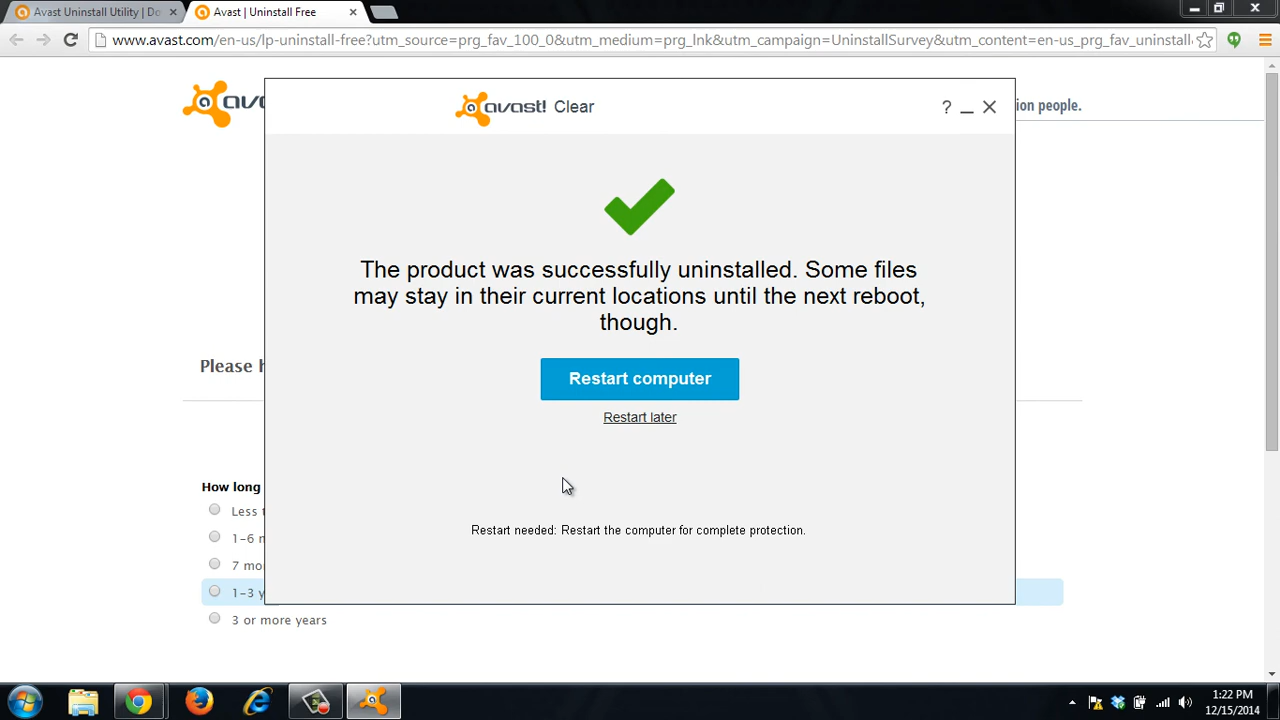 Avast Uninstall Utility | Do
Avast | Uninstall Free
www.avast.com/en-us/lp-uninstall-free?utm_source=prg_fav_100_0&utm_medium=prg_lnk&utm_campaign=UninstallSurvey&utm_content=en-us_prg_fav_uninstall
avast! Clear
?
ion people.
The product was successfully uninstalled. Some files
may stay in their current locations until the next reboot,
though.
Please h
Restart computer
Restart later
How long
Less t
1-6 m
Restart needed: Restart the computer for complete protection.
7 mo
1-3 y
3 or more years
1:22 PM
12/15/2014